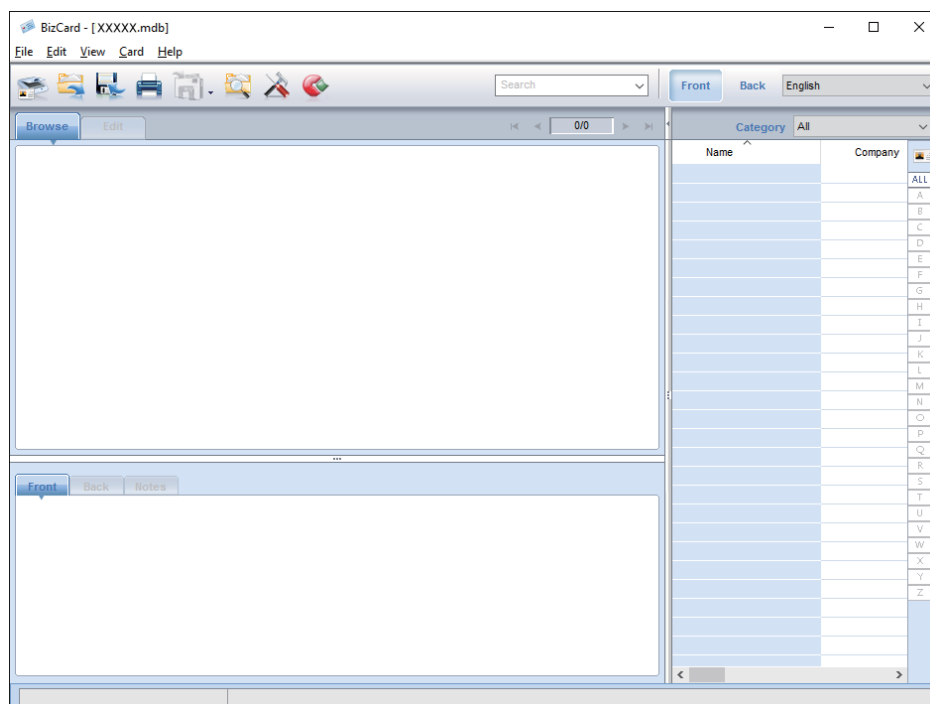 BizCard - [XXXXX.mdb]
File Edit View Card Help
Search
Front Back English
Browse Edit 0/0 Category All
Name Company
ALL
A
B
C
D
E
F
G
H
I
J
K
L
M
N
O
P
Q
R
S
T
U
V
W
X
Y
Z
Front Back Notes